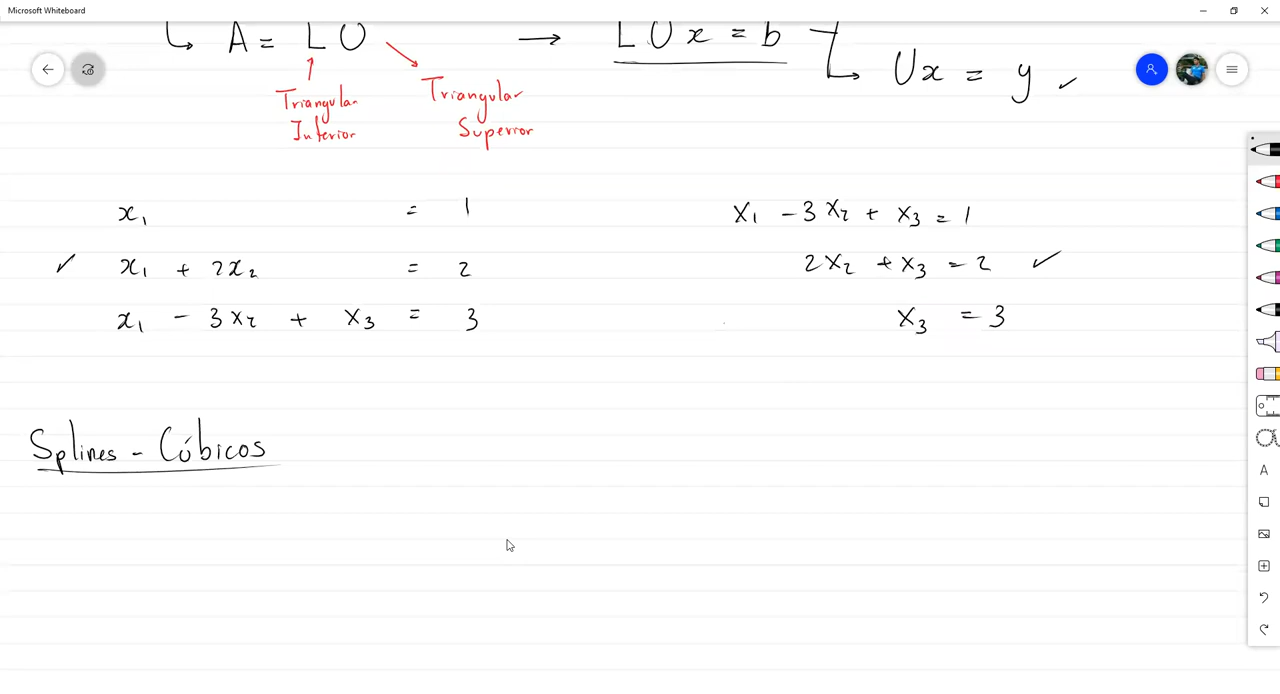 Microsoft Whiteboard
↳ A = LU → LUx = b
↳ Ux = y ✓
Triangular Inferior
Triangular Superior
x₁ = 1
✓ x₁ + 2x₂ = 2
x₁ - 3x₂ + x₃ = 3
x₁ - 3x₂ + x₃ = 1
2x₂ + x₃ = 2 ✓
x₃ = 3
Splines - Cúbicos
A